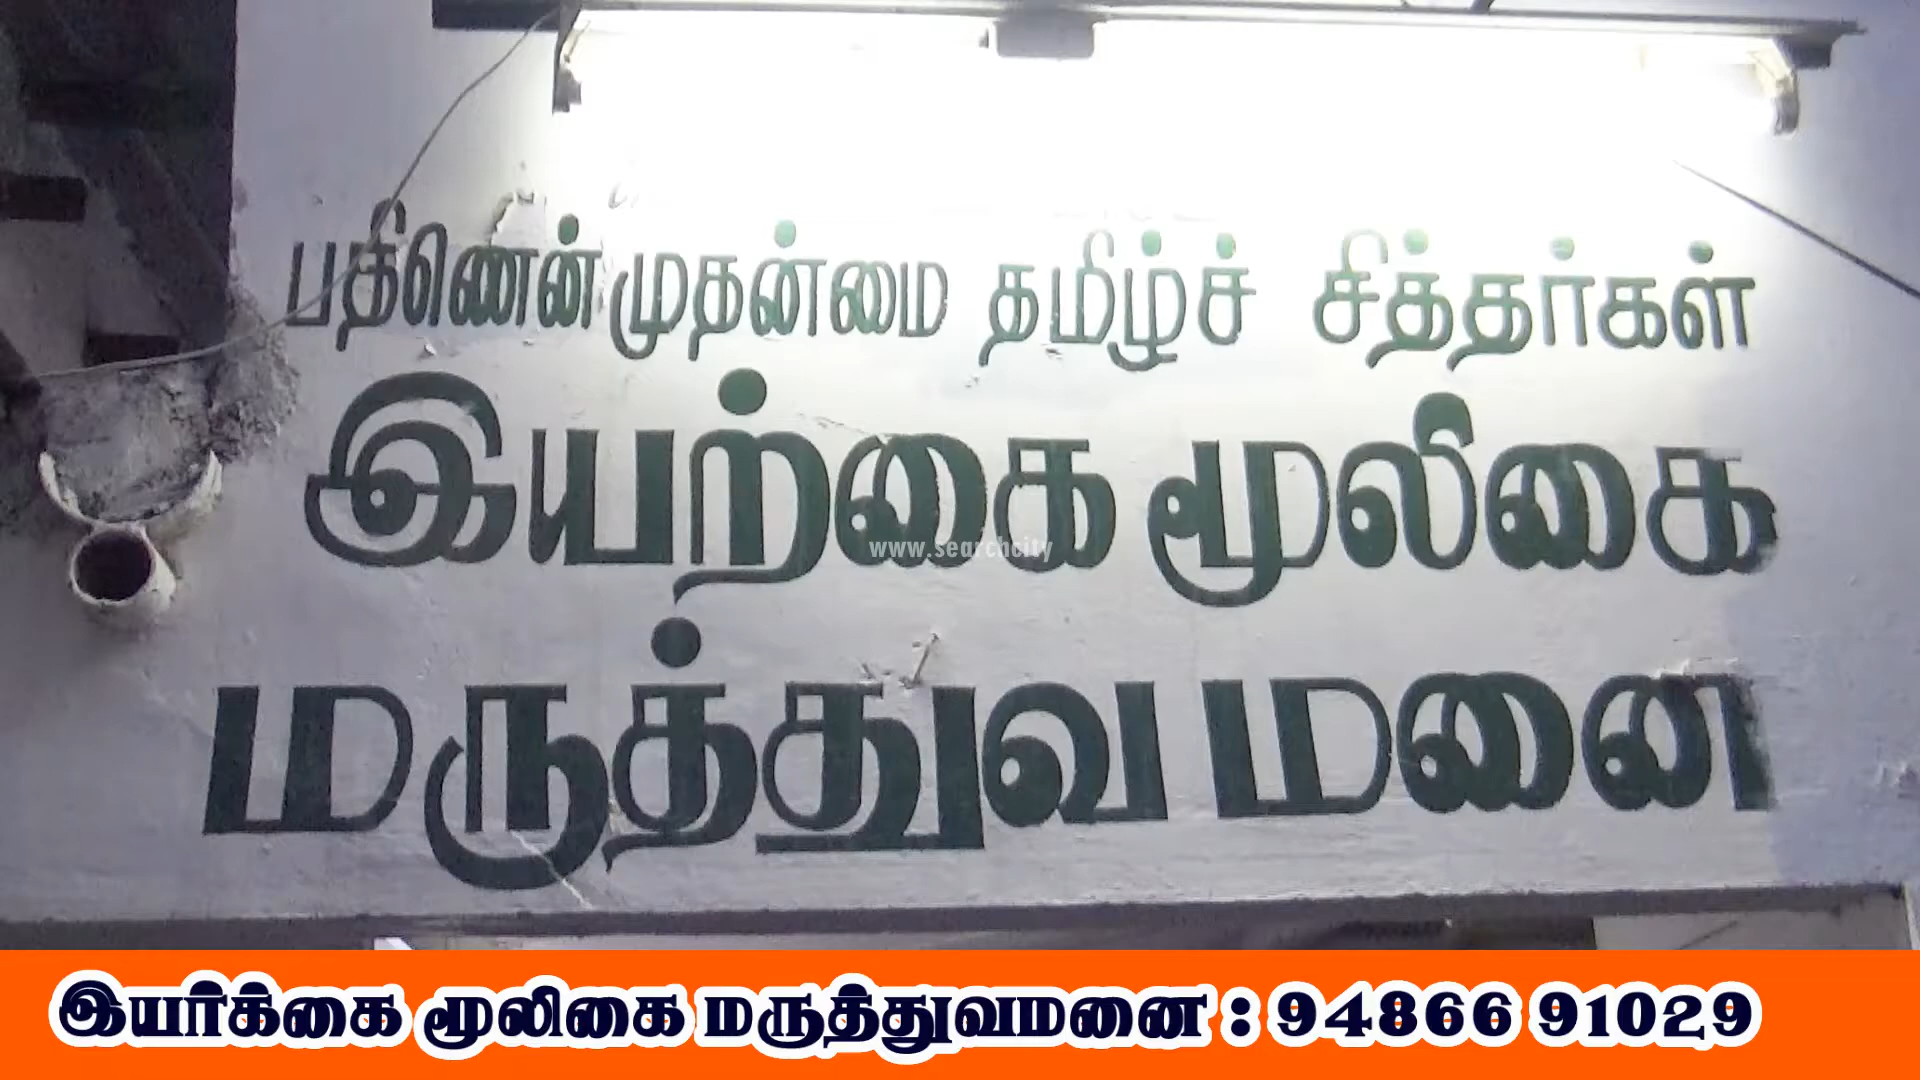 பதிணென் முதன்மை தமிழ்ச் சித்தர்கள்
இயற்கை மூலிகை
www.searchcity
மருத்துவ மனை
இயர்க்கை மூலிகை மருத்துவமனை : 94866 91029